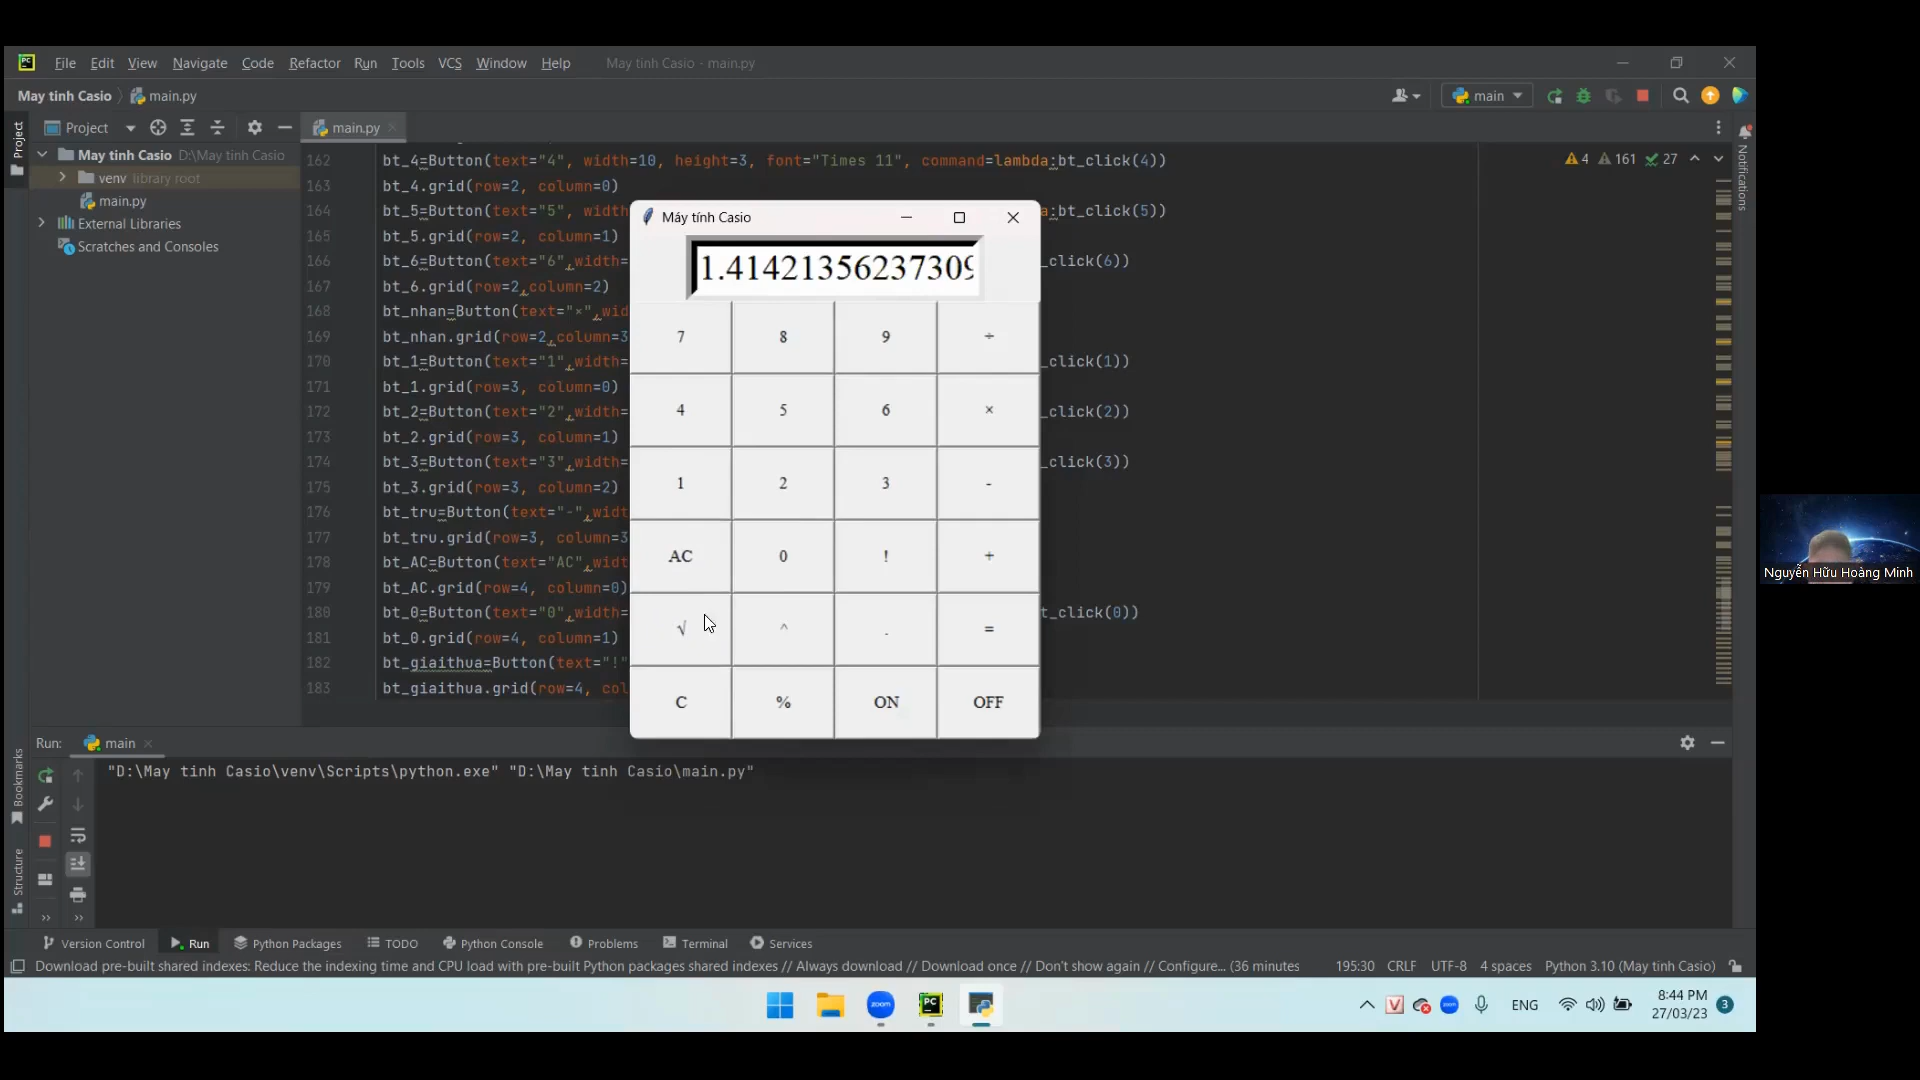 File Edit View Navigate Code Refactor Run Tools VCS Window Help May tinh Casio - main.py
May tinh Casio main.py
main
Project
main.py
Project
Notifications
May tinh Casio D:\May tinh Casio
venv library root
main.py
External Libraries
Scratches and Consoles
4 161 27
162 bt_4=Button(text="4", width=10, height=3, font="Times 11", command=lambda:bt_click(4))
163 bt_4.grid(row=2, column=0)
164 bt_5=Button(text="5", width a:bt_click(5))
165 bt_5.grid(row=2, column=1)
166 bt_6=Button(text="6",width= _click(6))
167 bt_6.grid(row=2,column=2)
168 bt_nhan=Button(text="×",wid
169 bt_nhan.grid(row=2,column=3
170 bt_1=Button(text="1",width= _click(1))
171 bt_1.grid(row=3, column=0)
172 bt_2=Button(text="2",width= _click(2))
173 bt_2.grid(row=3, column=1)
174 bt_3=Button(text="3",width= _click(3))
175 bt_3.grid(row=3, column=2)
176 bt_tru=Button(text="-",widt
177 bt_tru.grid(row=3, column=3
178 bt_AC=Button(text="AC",widt
179 bt_AC.grid(row=4, column=0)
180 bt_0=Button(text="0",width= t_click(0))
181 bt_0.grid(row=4, column=1)
182 bt_giaithua=Button(text="!"
183 bt_giaithua.grid(row=4, col
Máy tính Casio
1.41421356237309
7 8 9 ÷
4 5 6 ×
1 2 3 -
AC 0 ! +
√ ^ . =
C % ON OFF
Nguyễn Hữu Hoàng Minh
Run: main
"D:\May tinh Casio\venv\Scripts\python.exe" "D:\May tinh Casio\main.py"
Bookmarks
Structure
Version Control Run Python Packages TODO Python Console Problems Terminal Services
Download pre-built shared indexes: Reduce the indexing time and CPU load with pre-built Python packages shared indexes // Always download // Download once // Don't show again // Configure... (36 minutes 195:30 CRLF UTF-8 4 spaces Python 3.10 (May tinh Casio)
zoom
PC
V
zoom
ENG
8:44 PM
27/03/23
3